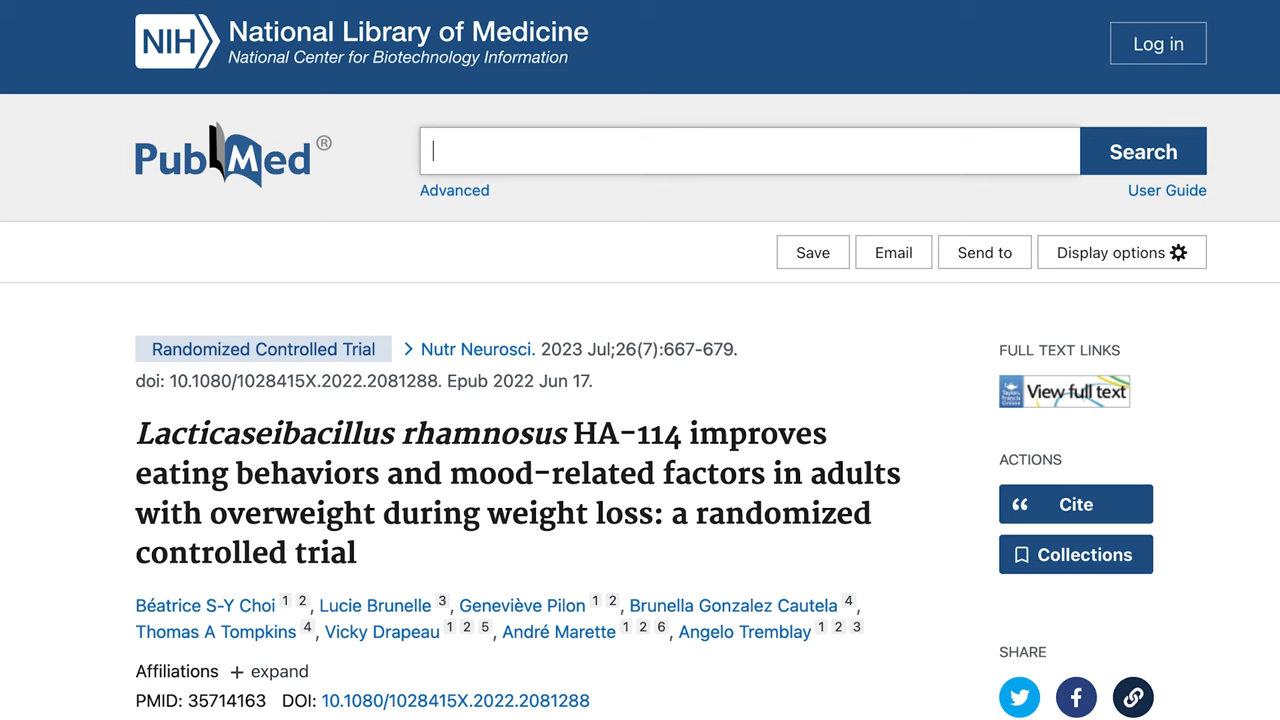 NIH National Library of Medicine
National Center for Biotechnology Information
Log in
PubMed®
Search
Advanced
User Guide
Save
Email
Send to
Display options
Randomized Controlled Trial
Nutr Neurosci. 2023 Jul;26(7):667-679.
doi: 10.1080/1028415X.2022.2081288. Epub 2022 Jun 17.
Lacticaseibacillus rhamnosus HA-114 improves
eating behaviors and mood-related factors in adults
with overweight during weight loss: a randomized
controlled trial
Béatrice S-Y Choi 1 2, Lucie Brunelle 3, Geneviève Pilon 1 2, Brunella Gonzalez Cautela 4,
Thomas A Tompkins 4, Vicky Drapeau 1 2 5, André Marette 1 2 6, Angelo Tremblay 1 2 3
Affiliations + expand
PMID: 35714163 DOI: 10.1080/1028415X.2022.2081288
FULL TEXT LINKS
View full text
ACTIONS
Cite
Collections
SHARE